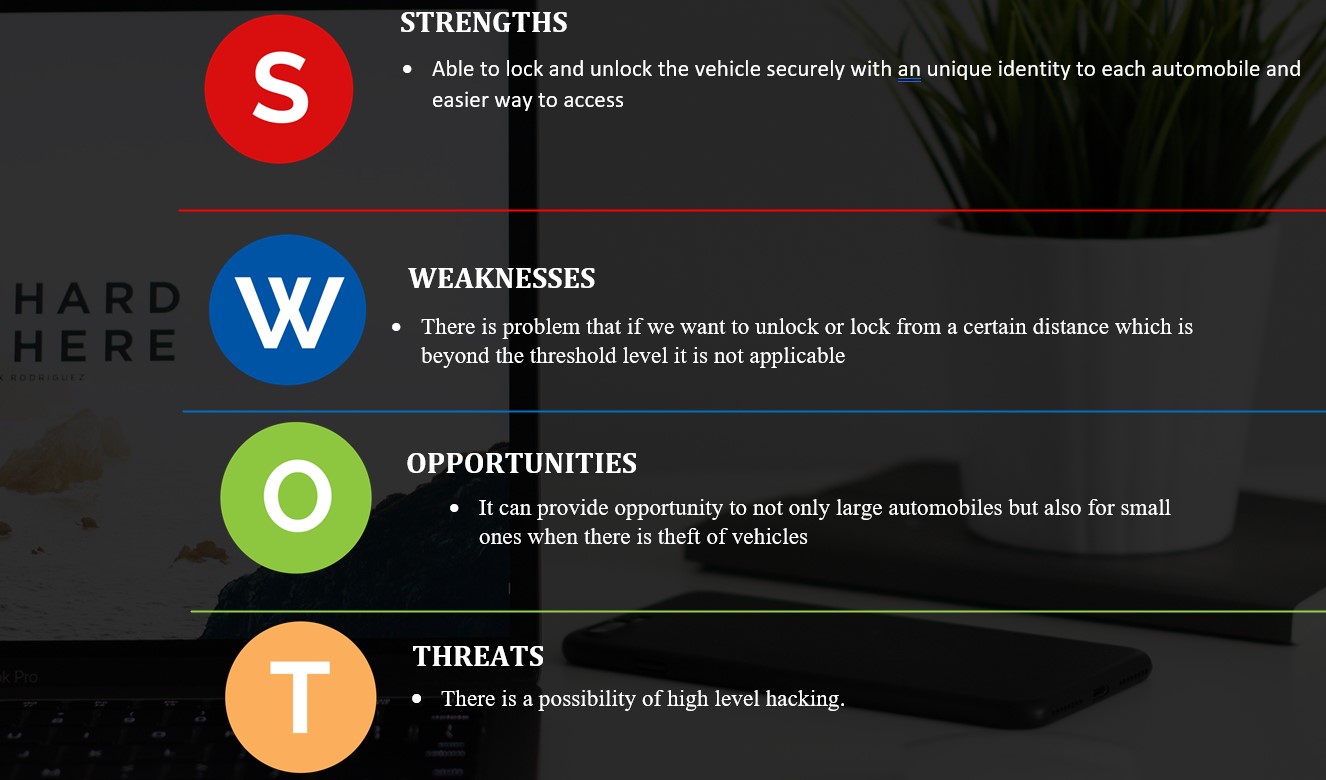 STRENGTHS
S
• Able to lock and unlock the vehicle securely with an unique identity to each automobile and
easier way to access
HARD
HERE
RODRIGUEZ
W
WEAKNESSES
• There is problem that if we want to unlock or lock from a certain distance which is
beyond the threshold level it is not applicable
O
OPPORTUNITIES
• It can provide opportunity to not only large automobiles but also for small
ones when there is theft of vehicles
T
THREATS
• There is a possibility of high level hacking.
Pro